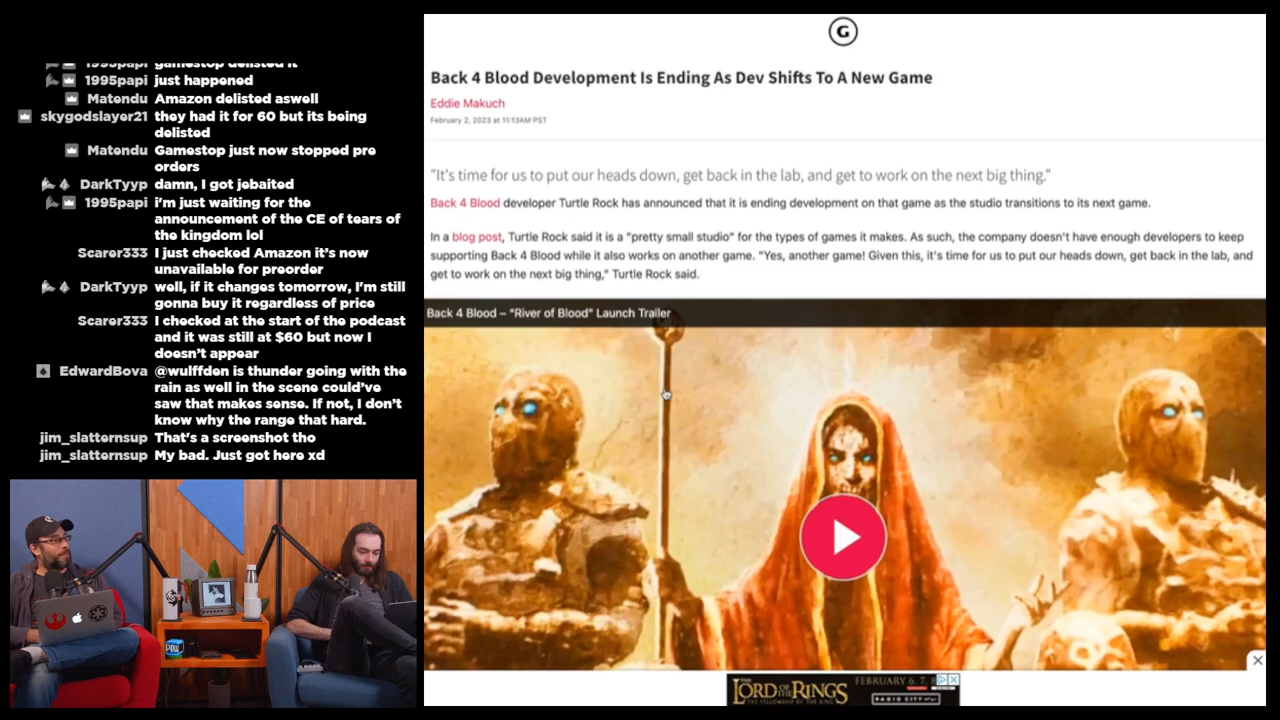 1995papi gamestop delisted it
1995papi just happened
Matendu Amazon delisted aswell
skygodslayer21 they had it for 60 but its being
delisted
Matendu Gamestop just now stopped pre
orders
DarkTyyp damn, I got jebaited
1995papi i'm just waiting for the
announcement of the CE of tears of
the kingdom lol
Scarer333 I just checked Amazon it's now
unavailable for preorder
DarkTyyp well, if it changes tomorrow, I'm still
gonna buy it regardless of price
Scarer333 I checked at the start of the podcast
and it was still at $60 but now I
doesn't appear
EdwardBova @wulffden is thunder going with the
rain as well in the scene could've
saw that makes sense. If not, I don't
know why the range that hard.
jim_slatternsup That's a screenshot tho
jim_slatternsup My bad. Just got here xd
POW
G
Back 4 Blood Development Is Ending As Dev Shifts To A New Game
Eddie Makuch
February 2, 2023 at 11:13AM PST
"It's time for us to put our heads down, get back in the lab, and get to work on the next big thing."
Back 4 Blood developer Turtle Rock has announced that it is ending development on that game as the studio transitions to its next game.
In a blog post, Turtle Rock said it is a "pretty small studio" for the types of games it makes. As such, the company doesn't have enough developers to keep
supporting Back 4 Blood while it also works on another game. "Yes, another game! Given this, it's time for us to put our heads down, get back in the lab, and
get to work on the next big thing," Turtle Rock said.
Back 4 Blood – "River of Blood" Launch Trailer
THE
LORD OF THE RINGS
THE FELLOWSHIP OF THE RING
FEBRUARY 6, 7, 8
RADIO CITY